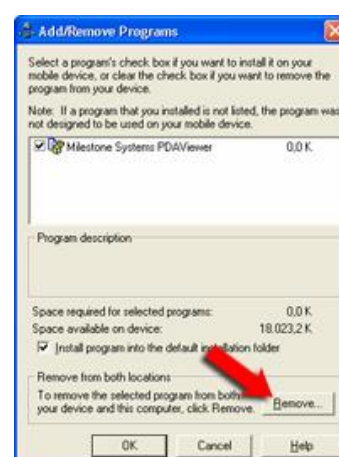 Add/Remove Programs
Select a program's check box if you want to install it on your
mobile device, or clear the check box if you want to remove the
program from your device.
Note: If a program that you installed is not listed, the program was
not designed to be used on your mobile device.
Milestone Systems PDAViewer 0,0 K
Program description
Space required for selected programs: 0,0 K
Space available on device: 18.023,2 K
Install program into the default installation folder
Remove from both locations
To remove the selected program from both
your device and this computer, click Remove.
Remove...
OK Cancel Help